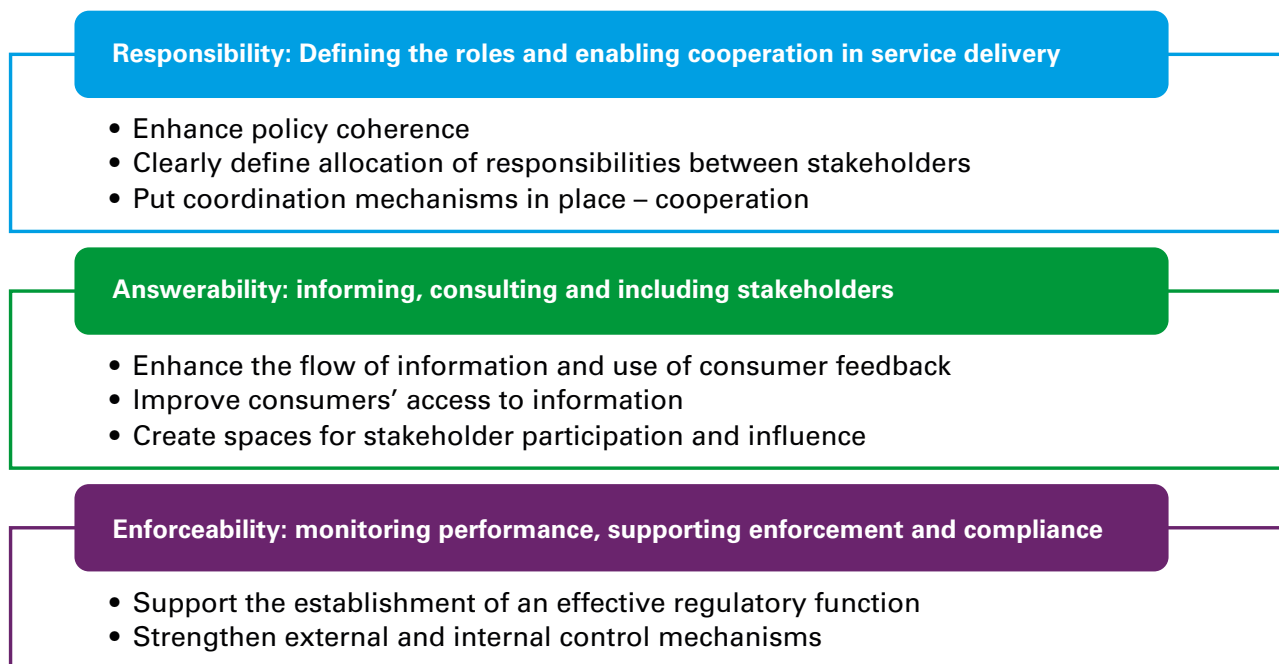 Responsibility: Defining the roles and enabling cooperation in service delivery
• Enhance policy coherence
• Clearly define allocation of responsibilities between stakeholders
• Put coordination mechanisms in place – cooperation
Answerability: informing, consulting and including stakeholders
• Enhance the flow of information and use of consumer feedback
• Improve consumers’ access to information
• Create spaces for stakeholder participation and influence
Enforceability: monitoring performance, supporting enforcement and compliance
• Support the establishment of an effective regulatory function
• Strengthen external and internal control mechanisms